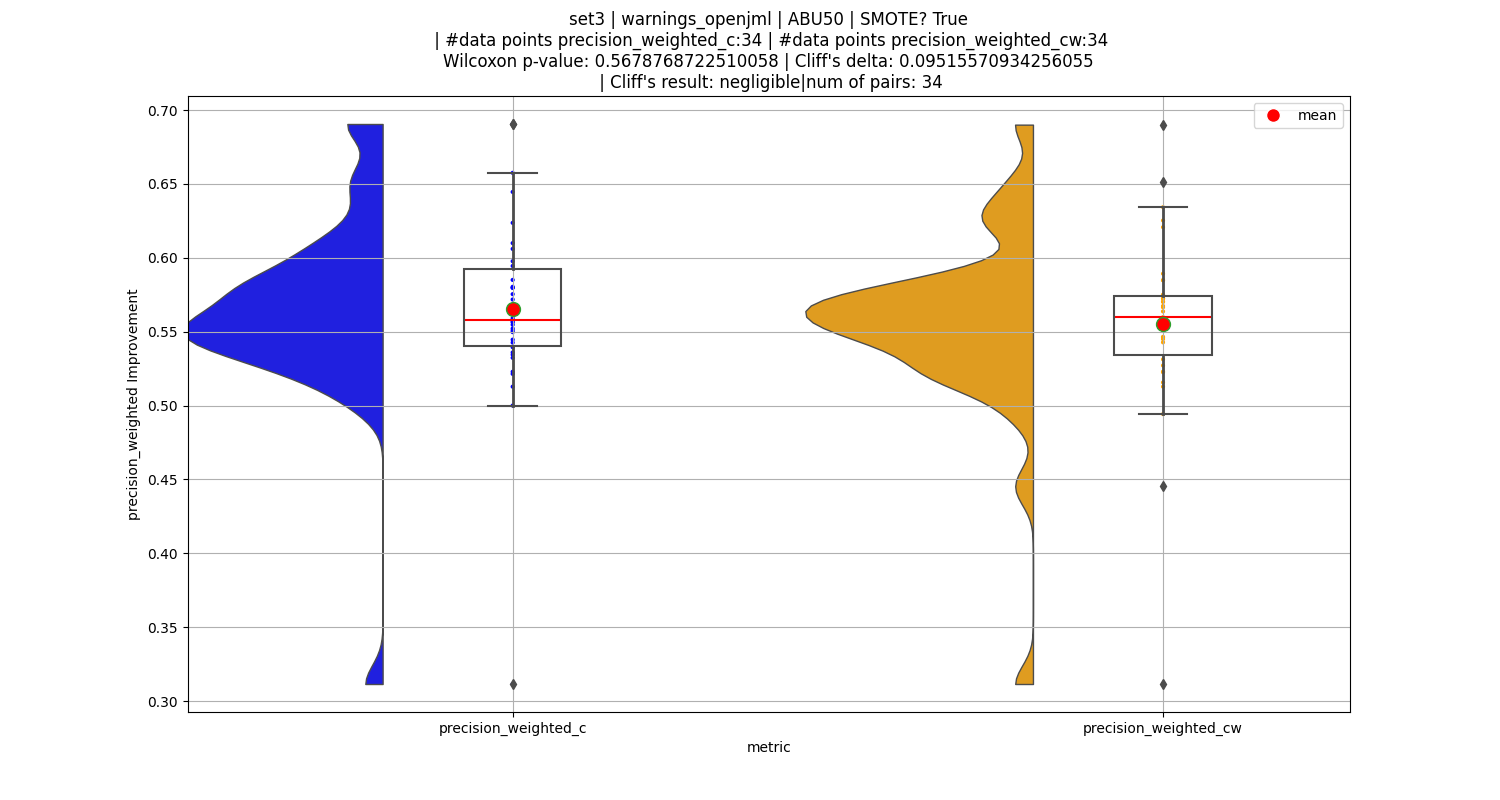 set3 | warnings_openjml | ABU50 | SMOTE? True
| #data points precision_weighted_c:34 | #data points precision_weighted_cw:34
Wilcoxon p-value: 0.5678768722510058 | Cliff's delta: 0.09515570934256055
| Cliff's result: negligible|num of pairs: 34
mean
0.70
0.65
0.60
0.55
0.50
0.45
0.40
0.35
0.30
precision_weighted Improvement
precision_weighted_c
precision_weighted_cw
metric